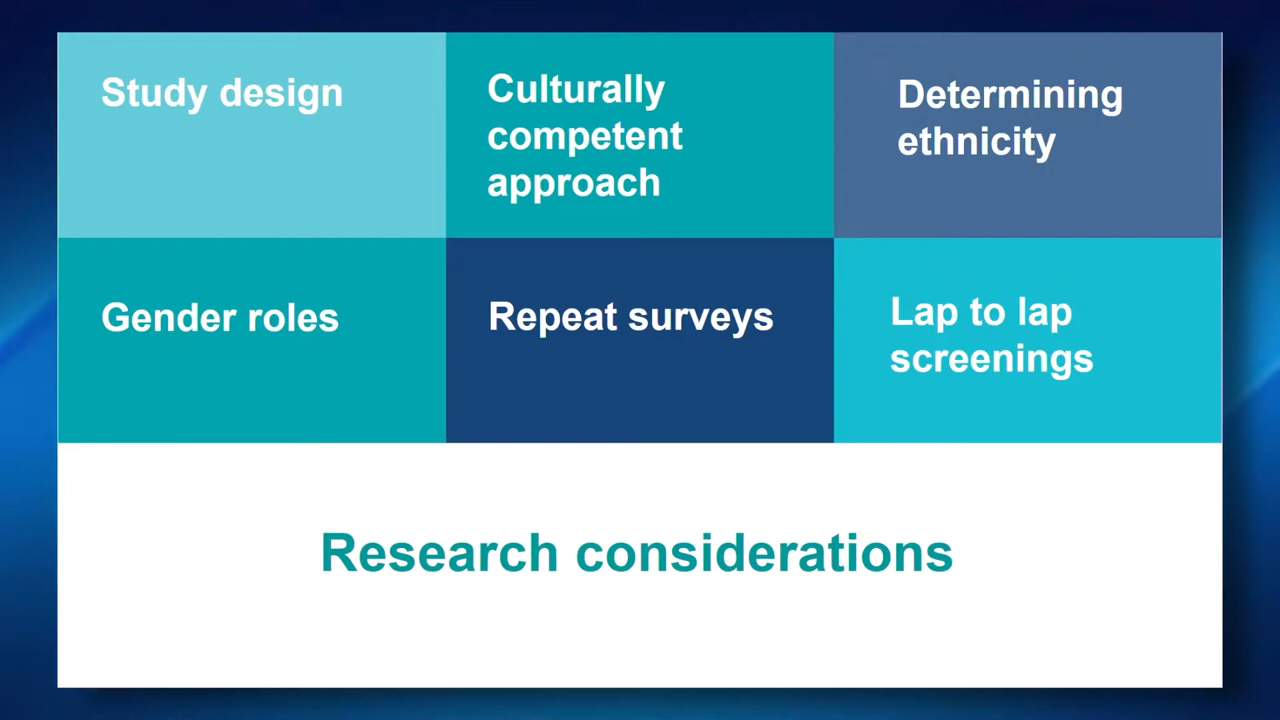 Study design
Culturally
competent
approach
Determining
ethnicity
Gender roles
Repeat surveys
Lap to lap
screenings
Research considerations